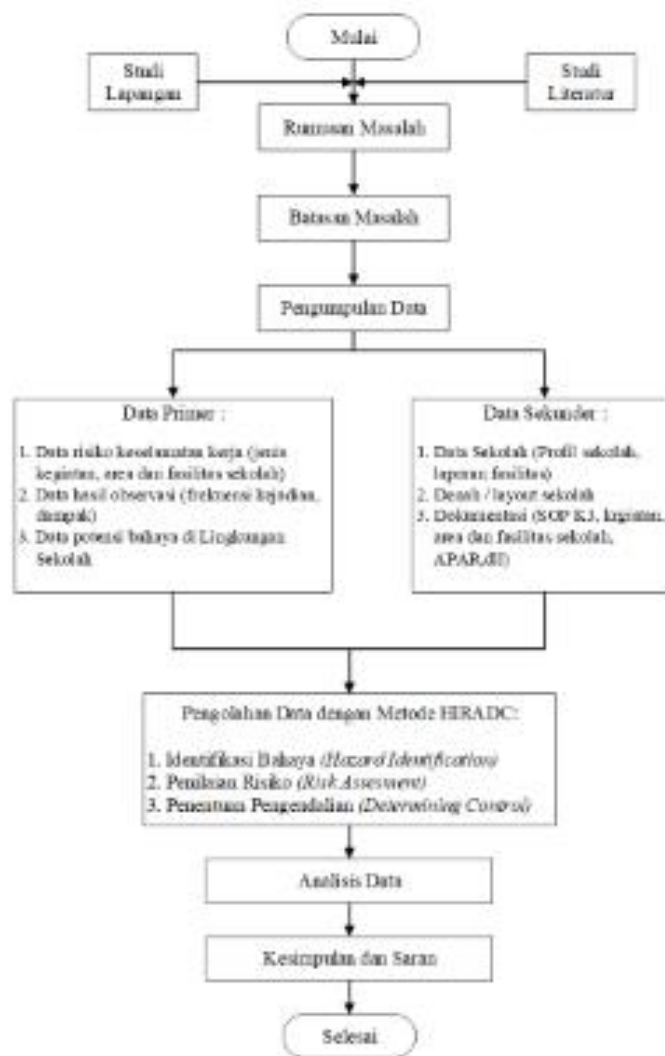 Mulai
Studi
Lapangan
Studi
Literatur
Rumusan Masalah
Batasan Masalah
Pengumpulan Data
Data Primer :
1. Data risiko keselamatan kerja (jenis
kegiatan, area dan fasilitas sekolah)
2. Data hasil observasi (frekuensi kejadian,
dampak)
3. Data potensi bahaya di Lingkungan
Sekolah
Data Sekunder :
1. Data Sekolah (Profil sekolah,
laporan fasilitas)
2. Denah / layout sekolah
3. Dokumentasi (SOP K3, kegiatan,
area dan fasilitas sekolah,
APAR,dll)
Pengolahan Data dengan Metode HIRADC:
1. Identifikasi Bahaya (Hazard Identification)
2. Penilaian Risiko (Risk Assesment)
3. Penentuan Pengendalian (Determining Control)
Analisis Data
Kesimpulan dan Saran
Selesai